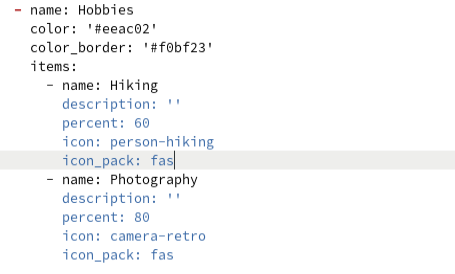 - name: Hobbies
  color: '#eeac02'
  color_border: '#f0bf23'
  items:
    - name: Hiking
      description: ''
      percent: 60
      icon: person-hiking
      icon_pack: fas
    - name: Photography
      description: ''
      percent: 80
      icon: camera-retro
      icon_pack: fas